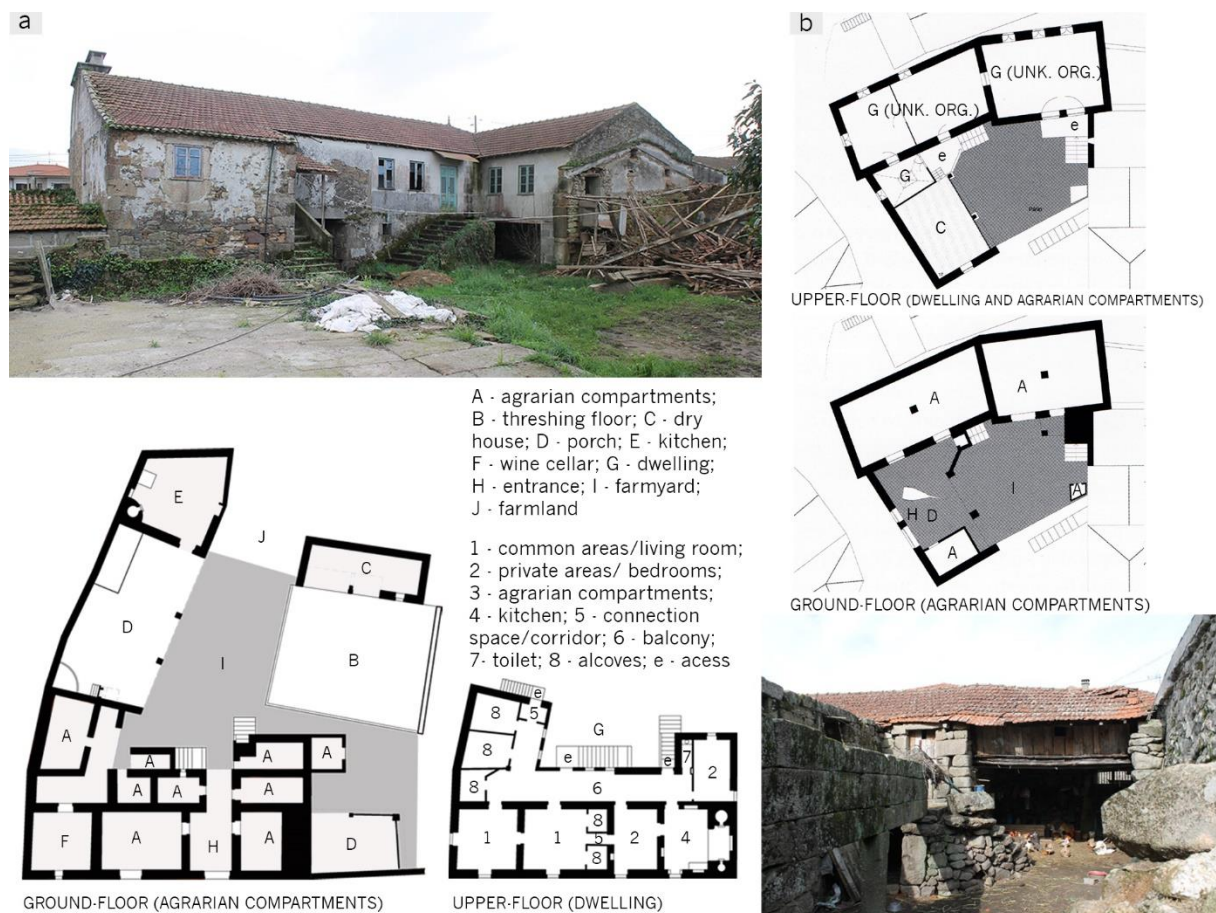 a
A - agrarian compartments;
B - threshing floor; C - dry
house; D - porch; E - kitchen;
F - wine cellar; G - dwelling;
H - entrance; I - farmyard;
J - farmland
1 - common areas/living room;
2 - private areas/ bedrooms;
3 - agrarian compartments;
4 - kitchen; 5 - connection
space/corridor; 6 - balcony;
7- toilet; 8 - alcoves; e - acess
E
J
C
D
I
B
A
A
A
A
A
A
A
A
F
A
H
A
D
GROUND-FLOOR (AGRARIAN COMPARTMENTS)
e
8
5
G
8
e
e
7
2
8
6
1
1
8
5
8
2
4
UPPER-FLOOR (DWELLING)
b
G (UNK. ORG.)
G (UNK. ORG.)
e
e
G
C
UPPER-FLOOR (DWELLING AND AGRARIAN COMPARTMENTS)
A
A
I
A
H D
A
GROUND-FLOOR (AGRARIAN COMPARTMENTS)